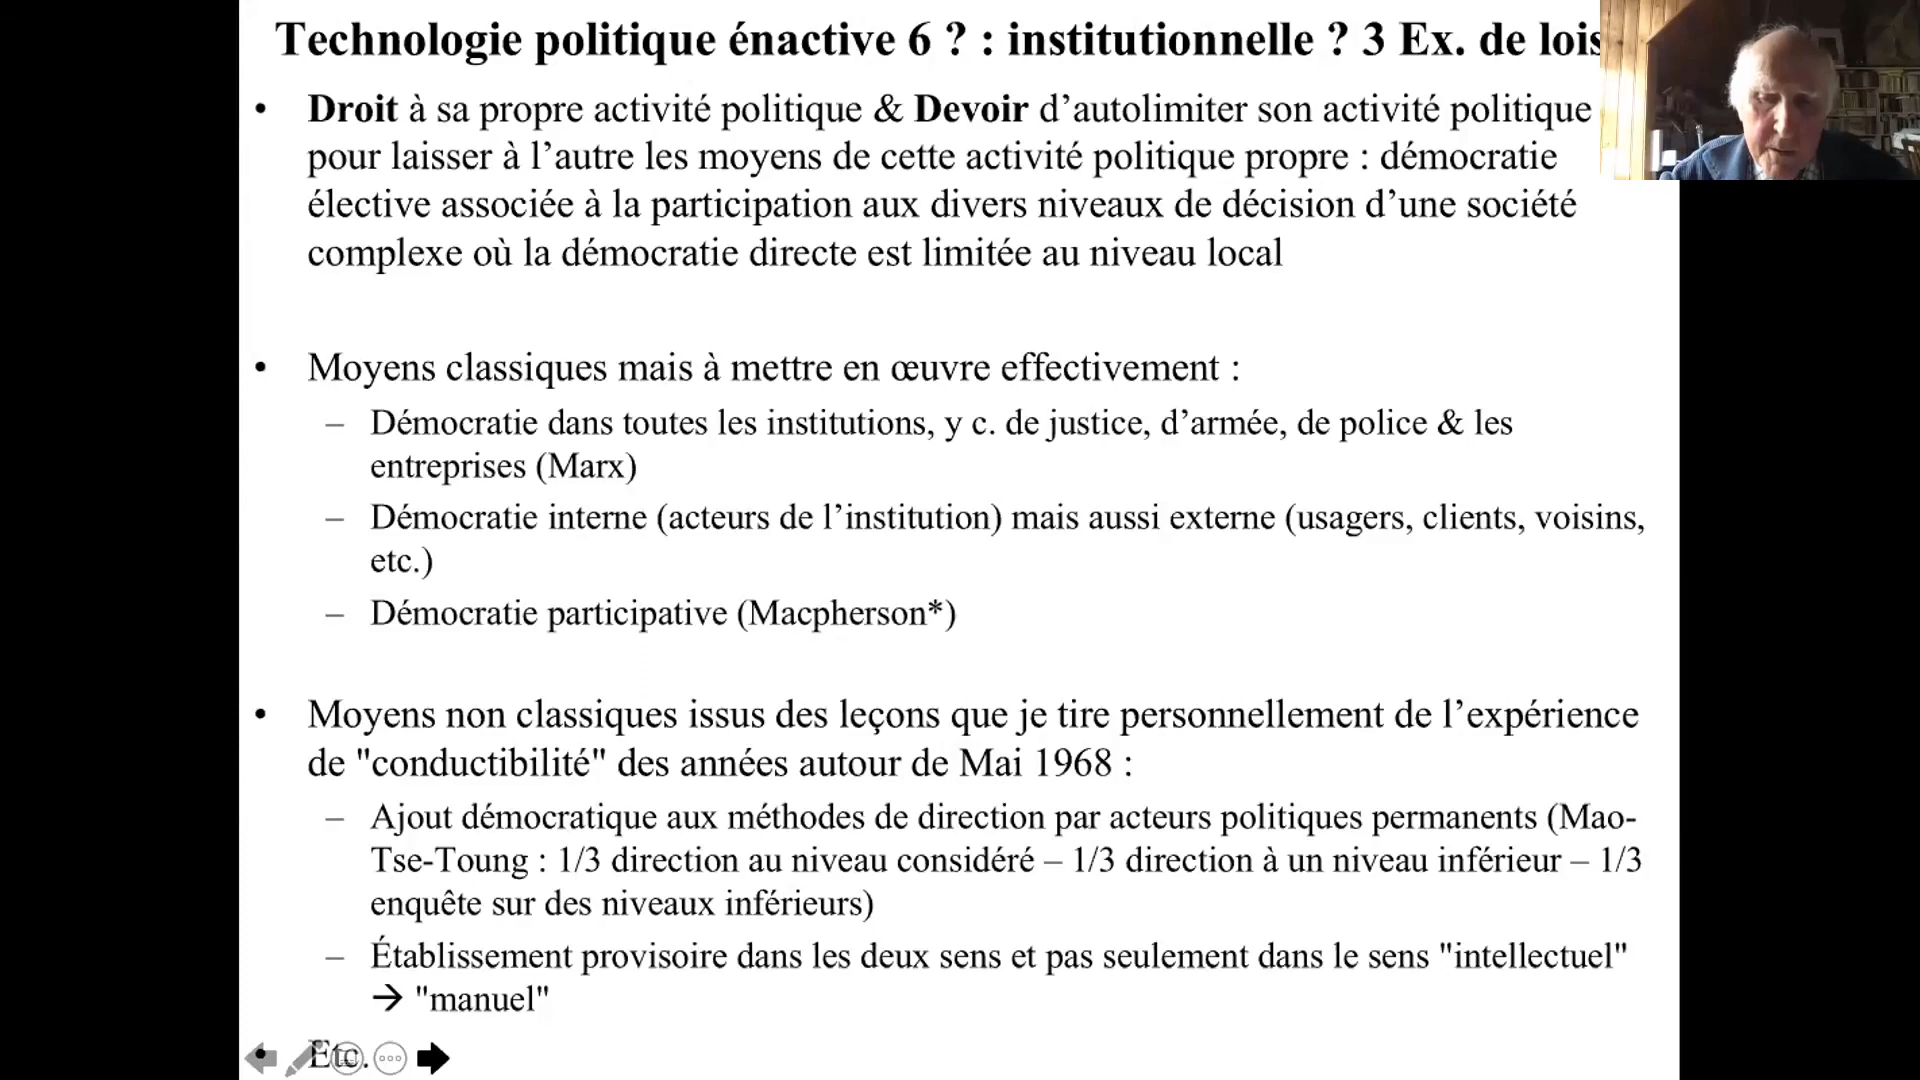 Technologie politique énactive 6 ? : institutionnelle ? 3 Ex. de lois
• Droit à sa propre activité politique & Devoir d’autolimiter son activité politique
pour laisser à l’autre les moyens de cette activité politique propre : démocratie
élective associée à la participation aux divers niveaux de décision d’une société
complexe où la démocratie directe est limitée au niveau local
• Moyens classiques mais à mettre en œuvre effectivement :
– Démocratie dans toutes les institutions, y c. de justice, d’armée, de police & les
entreprises (Marx)
– Démocratie interne (acteurs de l’institution) mais aussi externe (usagers, clients, voisins,
etc.)
– Démocratie participative (Macpherson*)
• Moyens non classiques issus des leçons que je tire personnellement de l’expérience
de "conductibilité" des années autour de Mai 1968 :
– Ajout démocratique aux méthodes de direction par acteurs politiques permanents (Mao-
Tse-Toung : 1/3 direction au niveau considéré – 1/3 direction à un niveau inférieur – 1/3
enquête sur des niveaux inférieurs)
– Établissement provisoire dans les deux sens et pas seulement dans le sens "intellectuel"
→ "manuel"
• Etc.